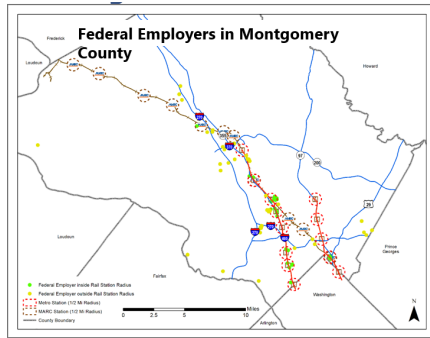 Federal Employers in Montgomery
County
Frederick
Loudoun
Howard
97
29
Loudoun
Prince
Georges
Fairfax
Washington
Arlington
Federal Employer inside Rail Station Radius
Federal Employer outside Rail Station Radius
Metro Station (1/2 Mi Radius)
MARC Station (1/2 Mi Radius)
County Boundary
Miles
0 2.5 5 10
N